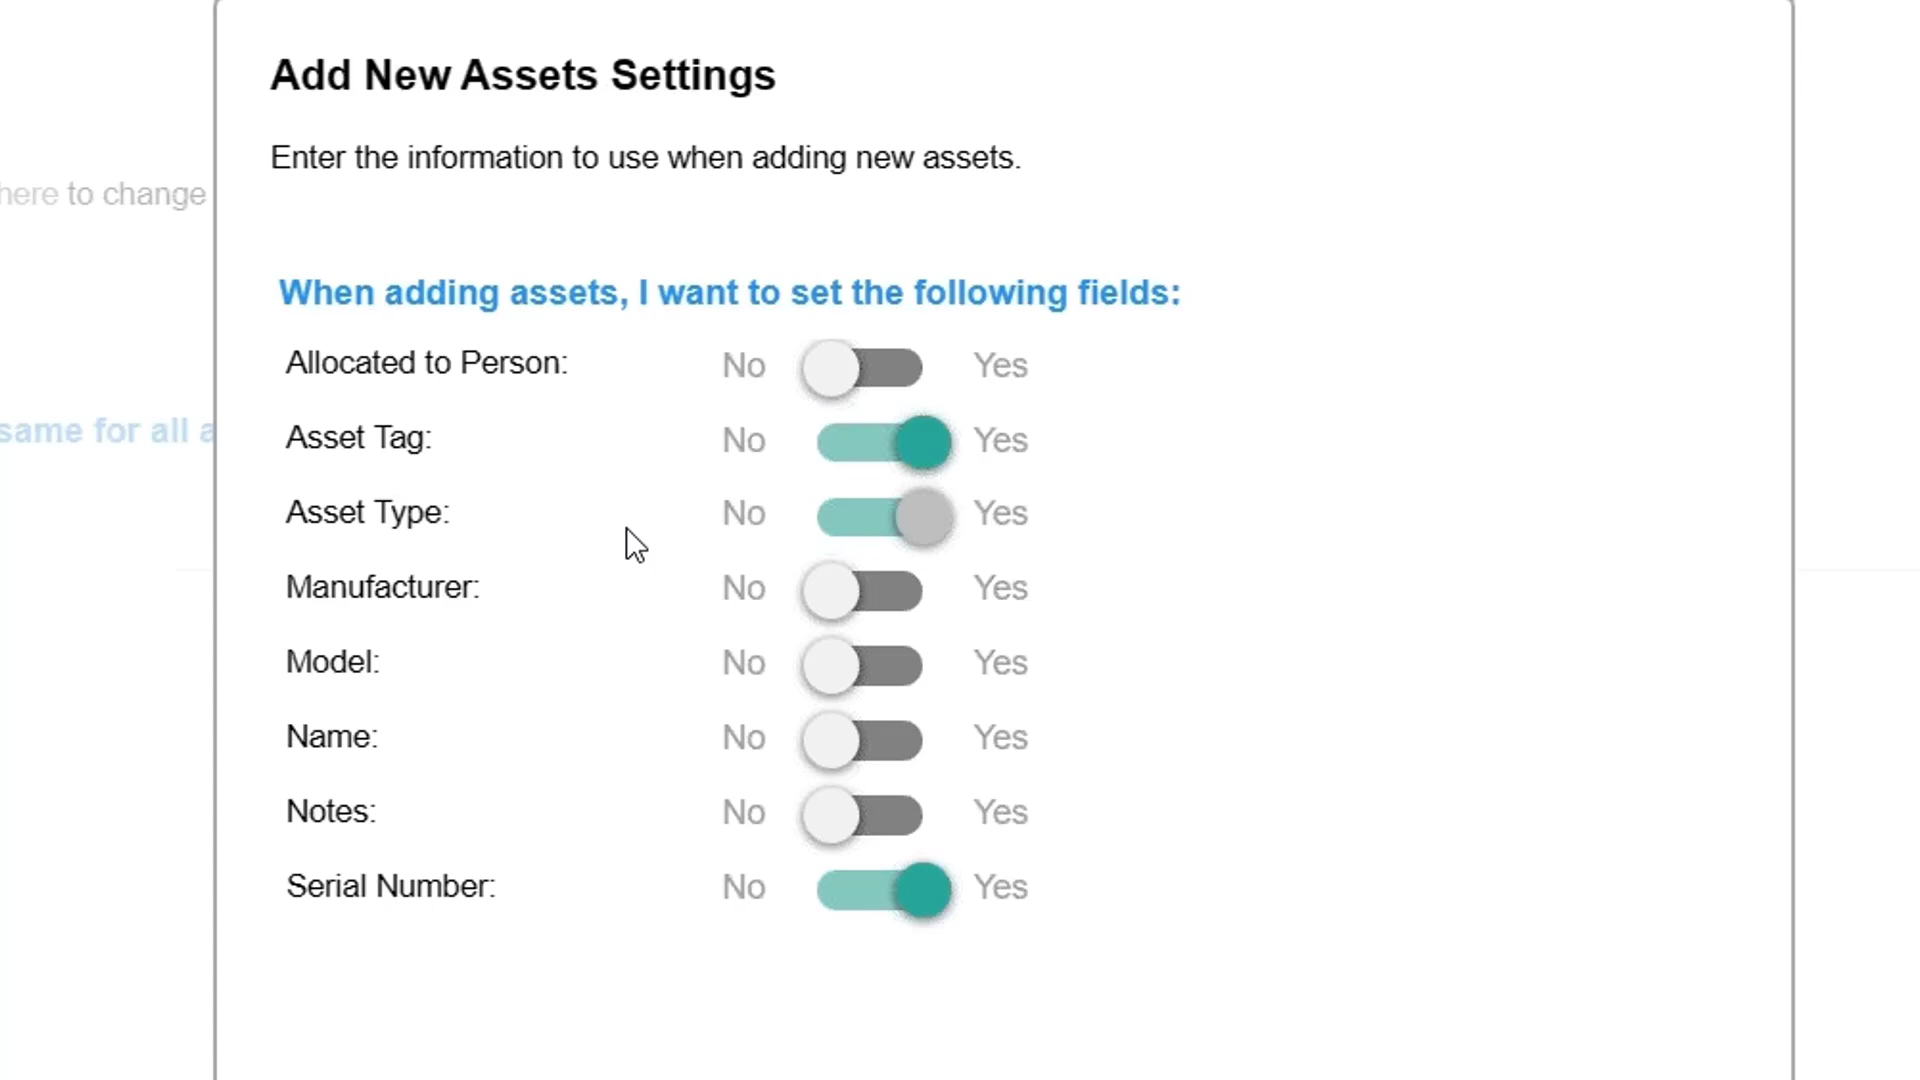 Add New Assets Settings
Enter the information to use when adding new assets.
here to change
When adding assets, I want to set the following fields:
Allocated to Person: No Yes
same for all a
Asset Tag: No Yes
Asset Type: No Yes
Manufacturer: No Yes
Model: No Yes
Name: No Yes
Notes: No Yes
Serial Number: No Yes